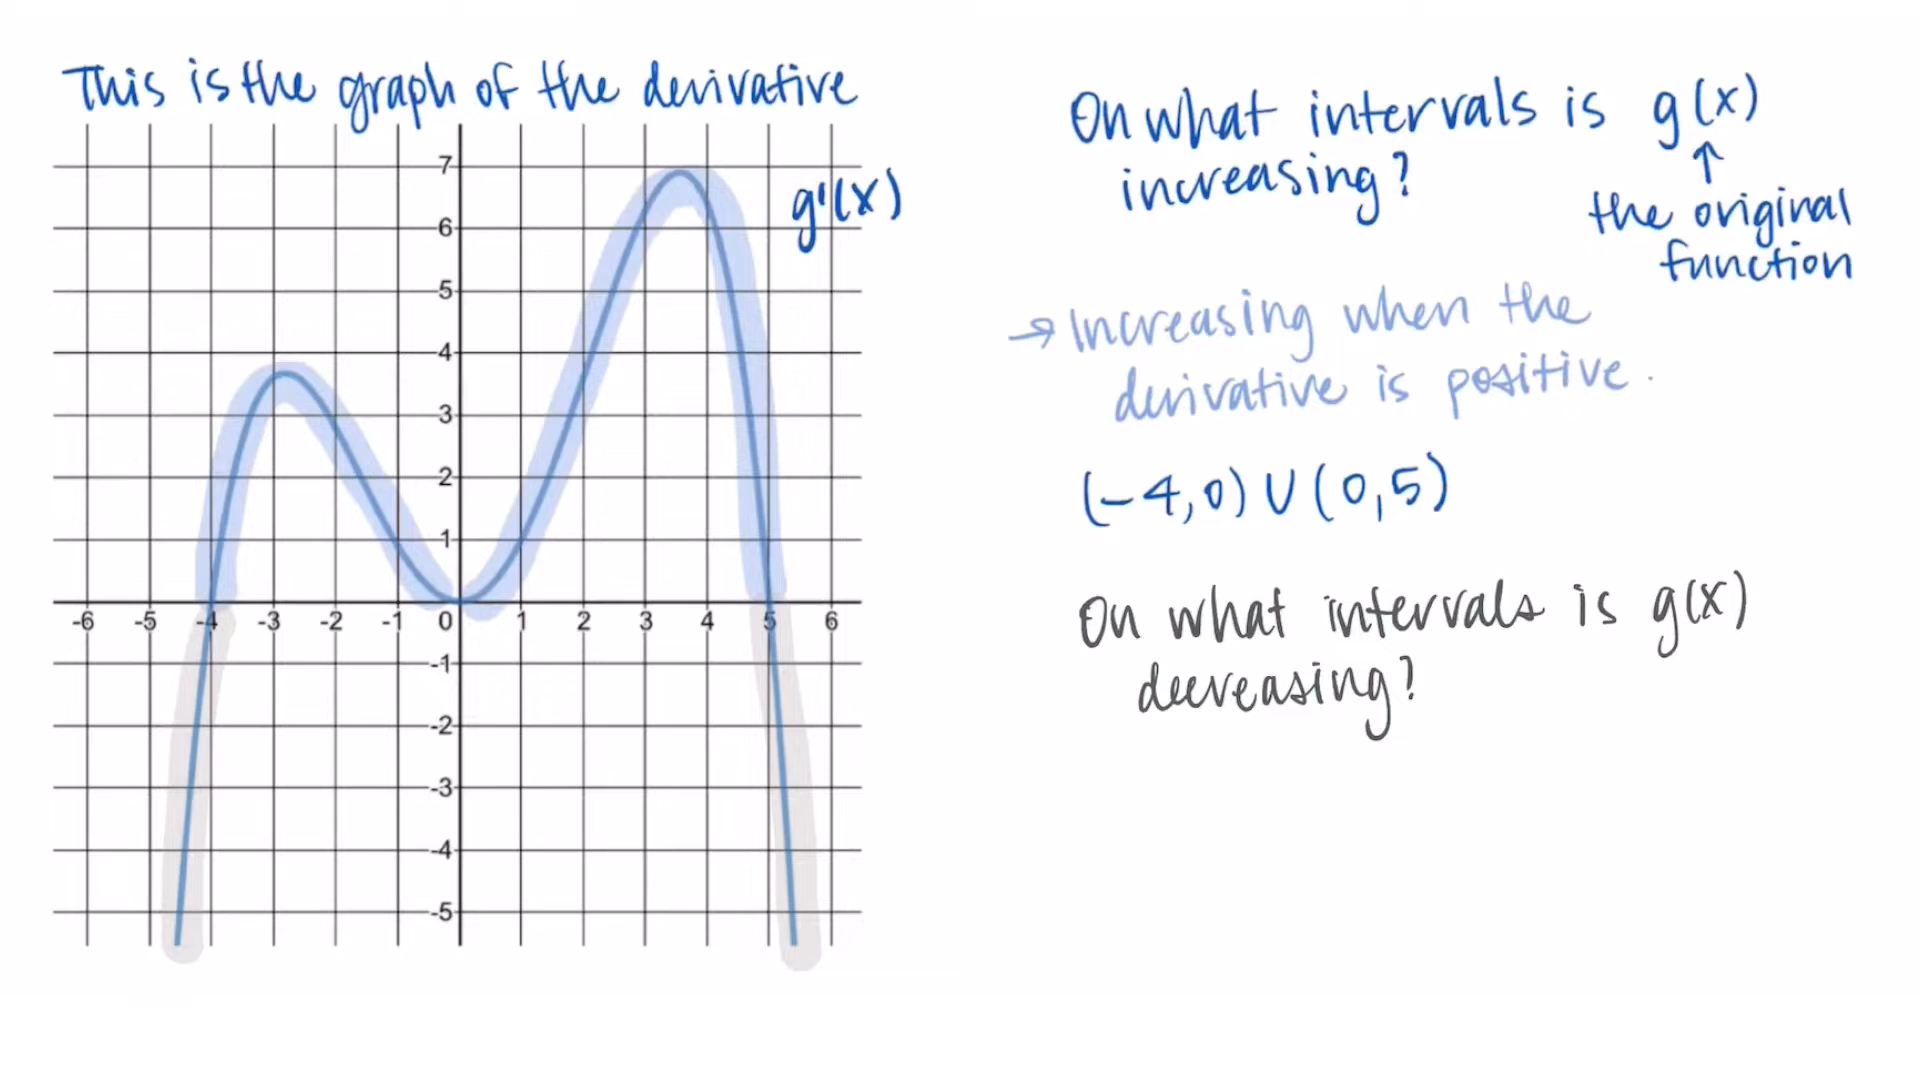 This is the graph of the derivative
g'(x)
7
6
5
4
3
2
1
-6 -5 -4 -3 -2 -1 0 1 2 3 4 5 6
-1
-2
-3
-4
-5
On what intervals is g(x)
increasing?
↑
the original
function
→ Increasing when the
derivative is positive.
(-4,0) U (0,5)
On what intervals is g(x)
decreasing?